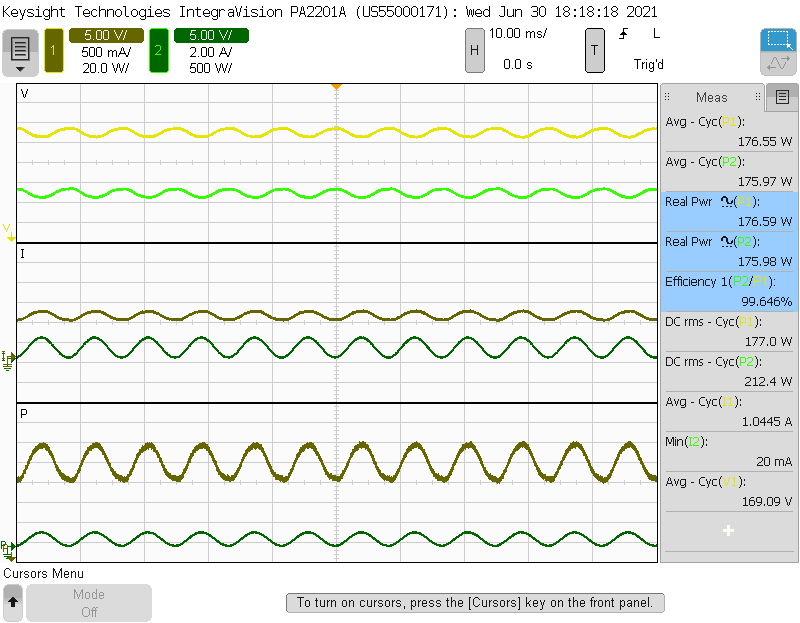 Keysight Technologies IntegraVision PA2201A (US55000171): Wed Jun 30 18:18:18 2021
1
5.00 V/
500 mA/
20.0 W/
2
5.00 V/
2.00 A/
500 W/
H
10.00 ms/
0.0 s
T
L
Trig'd
V
I
P
Meas
Avg - Cyc(P1):
176.55 W
Avg - Cyc(P2):
175.97 W
Real Pwr (P1):
176.59 W
Real Pwr (P2):
175.98 W
Efficiency 1(P2/P1):
99.646%
DC rms - Cyc(P1):
177.0 W
DC rms - Cyc(P2):
212.4 W
Avg - Cyc(I1):
1.0445 A
Min(I2):
20 mA
Avg - Cyc(V1):
169.09 V
Cursors Menu
Mode
Off
To turn on cursors, press the [Cursors] key on the front panel.